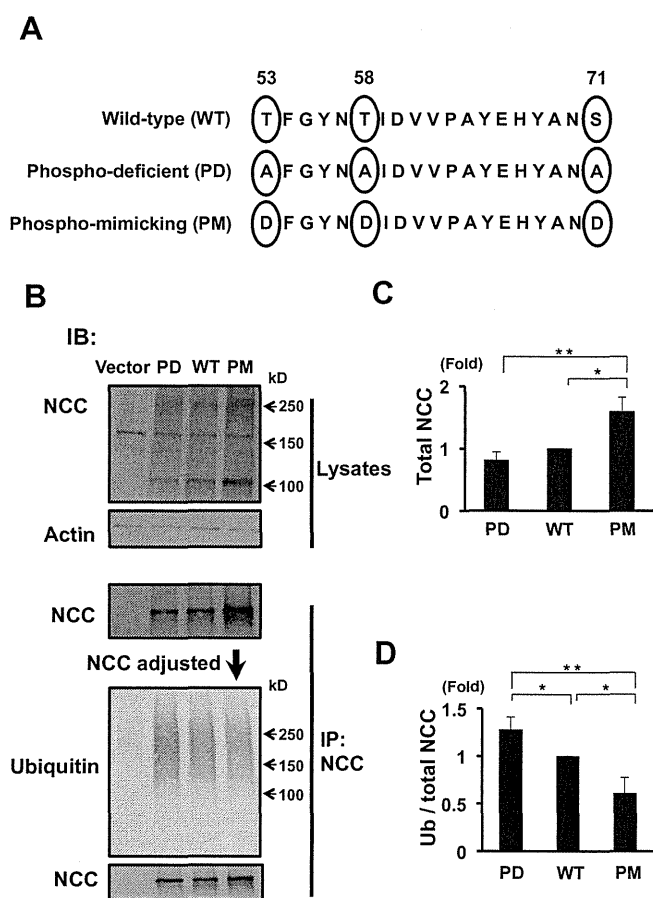 A
53 58 71
Wild-type (WT) T F G Y N T I D V V P A Y E H Y A N S
Phospho-deficient (PD) A F G Y N A I D V V P A Y E H Y A N A
Phospho-mimicking (PM) D F G Y N D I D V V P A Y E H Y A N D
B
IB:
Vector PD WT PM kD
NCC
250
150
100
Actin
Lysates
NCC
NCC adjusted
kD
Ubiquitin
250
150
100
NCC
IP:
NCC
C
(Fold)
**
*
Total NCC
2
1
0
PD WT PM
D
(Fold)
**
* *
Ub / total NCC
1.5
1
0.5
0
PD WT PM